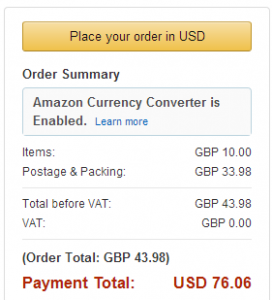 Place your order in USD
Order Summary
Amazon Currency Converter is
Enabled. Learn more
Items: GBP 10.00
Postage & Packing: GBP 33.98
Total before VAT: GBP 43.98
VAT: GBP 0.00
(Order Total: GBP 43.98)
Payment Total: USD 76.06